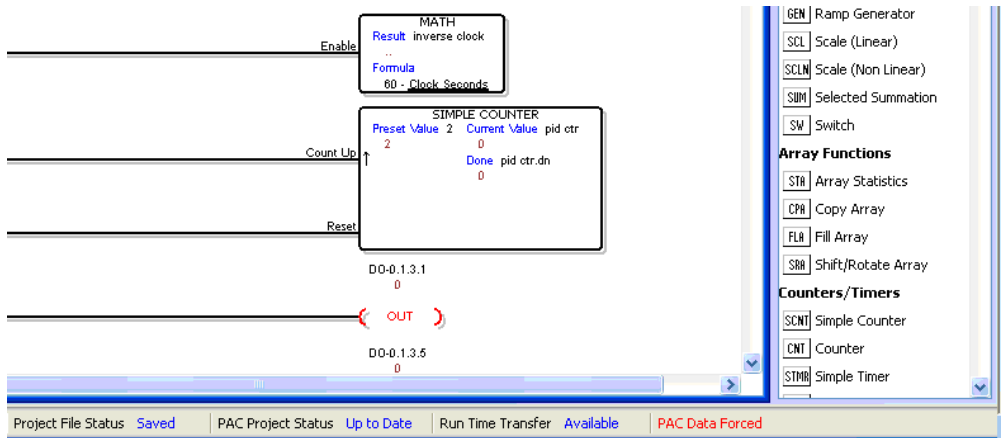 MATH
Result inverse clock
..
Enable
Formula
60 - Clock Seconds
SIMPLE COUNTER
Preset Value 2 Current Value pid ctr
2 0
Count Up
Done pid ctr.dn
0
Reset
DO-0.1.3.1
0
OUT
DO-0.1.3.5
0
GEN Ramp Generator
SCL Scale (Linear)
SCLN Scale (Non Linear)
SUM Selected Summation
SW Switch
Array Functions
STA Array Statistics
CPA Copy Array
FLA Fill Array
SRA Shift/Rotate Array
Counters/Timers
SCNT Simple Counter
CNT Counter
STMR Simple Timer
Project File Status Saved PAC Project Status Up to Date Run Time Transfer Available PAC Data Forced